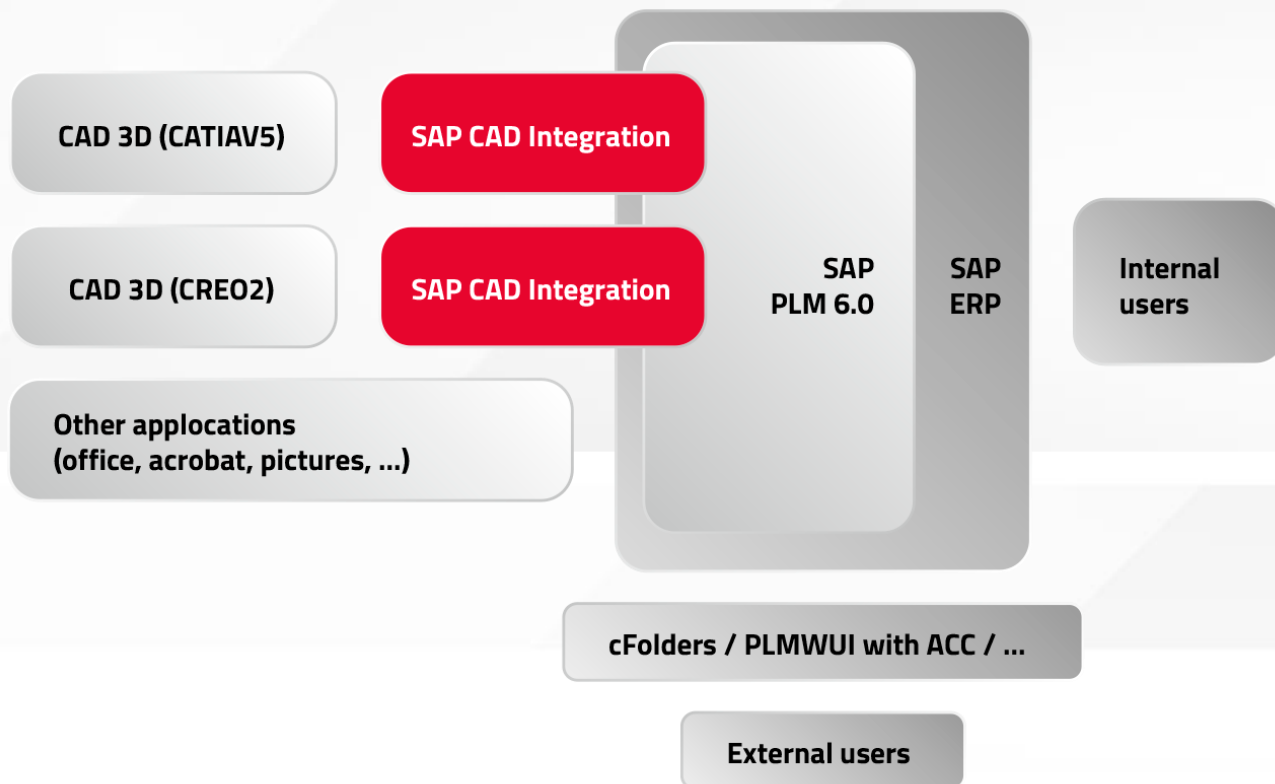 CAD 3D (CATIAV5)
SAP CAD Integration
CAD 3D (CREO2)
SAP CAD Integration
SAP
PLM 6.0
SAP
ERP
Internal
users
Other applocations
(office, acrobat, pictures, ...)
cFolders / PLMWUI with ACC / ...
External users